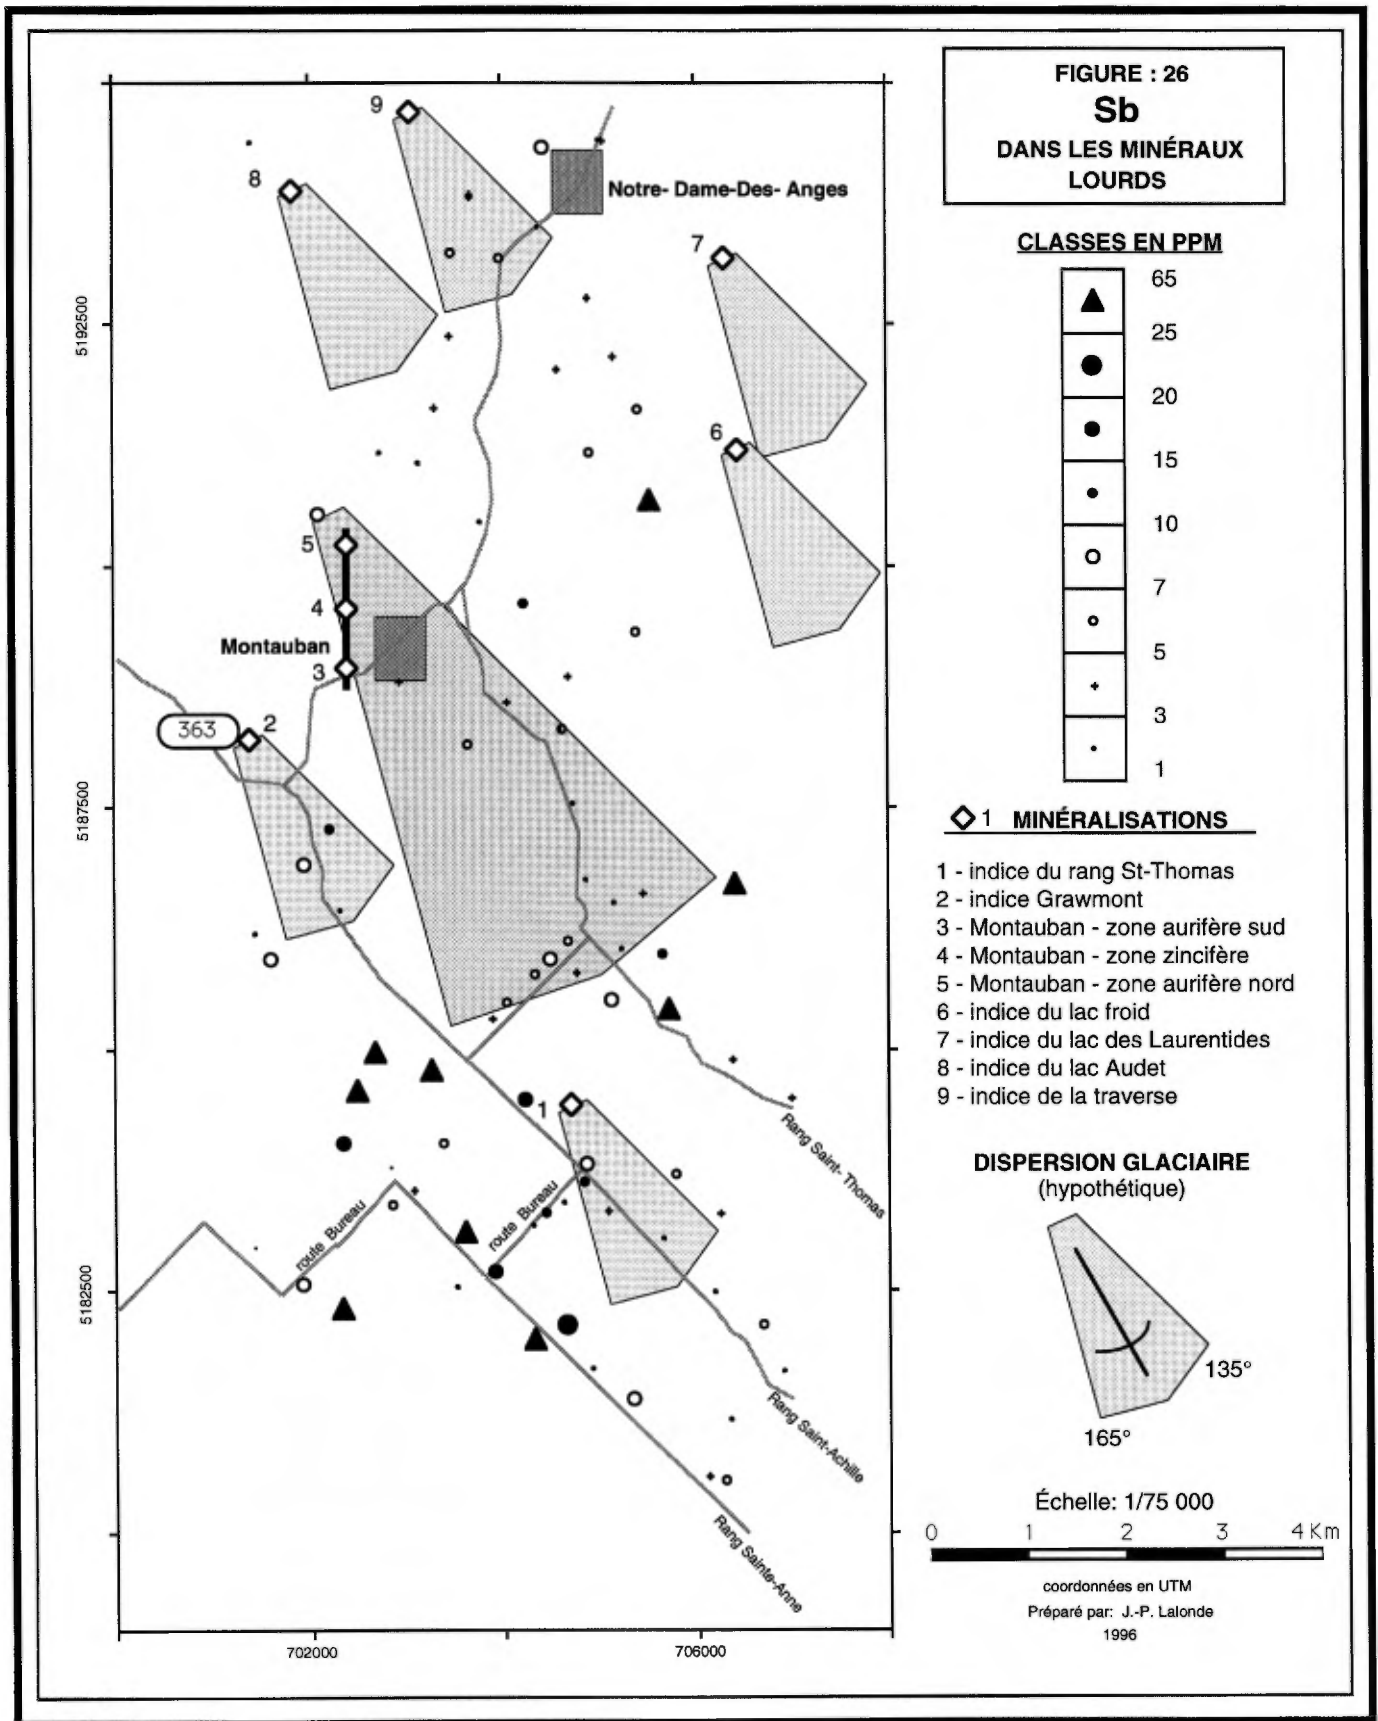 FIGURE : 26
Sb
DANS LES MINÉRAUX
LOURDS
CLASSES EN PPM
65
25
20
15
10
7
5
3
1
1 MINÉRALISATIONS
1 - indice du rang St-Thomas
2 - indice Grawmont
3 - Montauban - zone aurifère sud
4 - Montauban - zone zincifère
5 - Montauban - zone aurifère nord
6 - indice du lac froid
7 - indice du lac des Laurentides
8 - indice du lac Audet
9 - indice de la traverse
DISPERSION GLACIAIRE
(hypothétique)
135°
165°
Échelle: 1/75 000
0 1 2 3 4 Km
coordonnées en UTM
Préparé par: J.-P. Lalonde
1996
9
8
Notre- Dame-Des- Anges
7
5192500
6
5
4
Montauban
3
363
2
5187500
1
Rang Saint- Thomas
route Bureau
route Bureau
5182500
Rang Saint-Achille
Rang Sainte-Anne
702000
706000